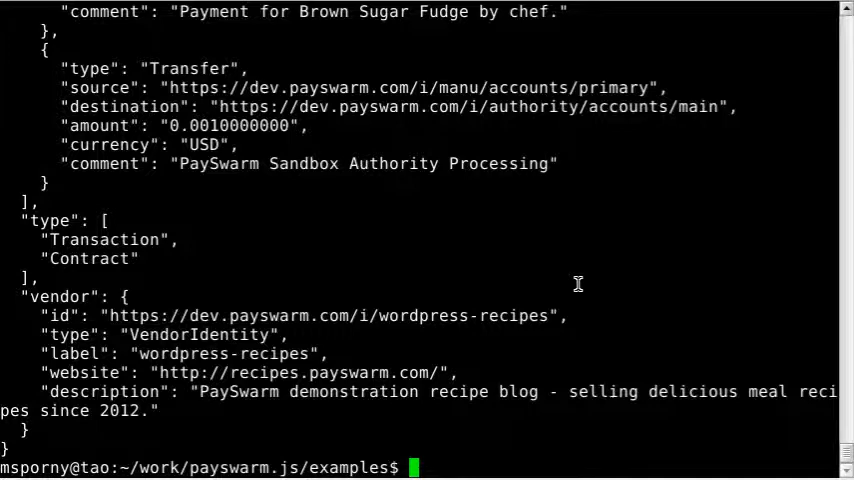 "comment": "Payment for Brown Sugar Fudge by chef."
    },
    {
      "type": "Transfer",
      "source": "https://dev.payswarm.com/i/manu/accounts/primary",
      "destination": "https://dev.payswarm.com/i/authority/accounts/main",
      "amount": "0.0010000000",
      "currency": "USD",
      "comment": "PaySwarm Sandbox Authority Processing"
    }
  ],
  "type": [
    "Transaction",
    "Contract"
  ],
  "vendor": {
    "id": "https://dev.payswarm.com/i/wordpress-recipes",
    "type": "VendorIdentity",
    "label": "wordpress-recipes",
    "website": "http://recipes.payswarm.com/",
    "description": "PaySwarm demonstration recipe blog - selling delicious meal reci
pes since 2012."
  }
}
msporny@tao:~/work/payswarm.js/examples$